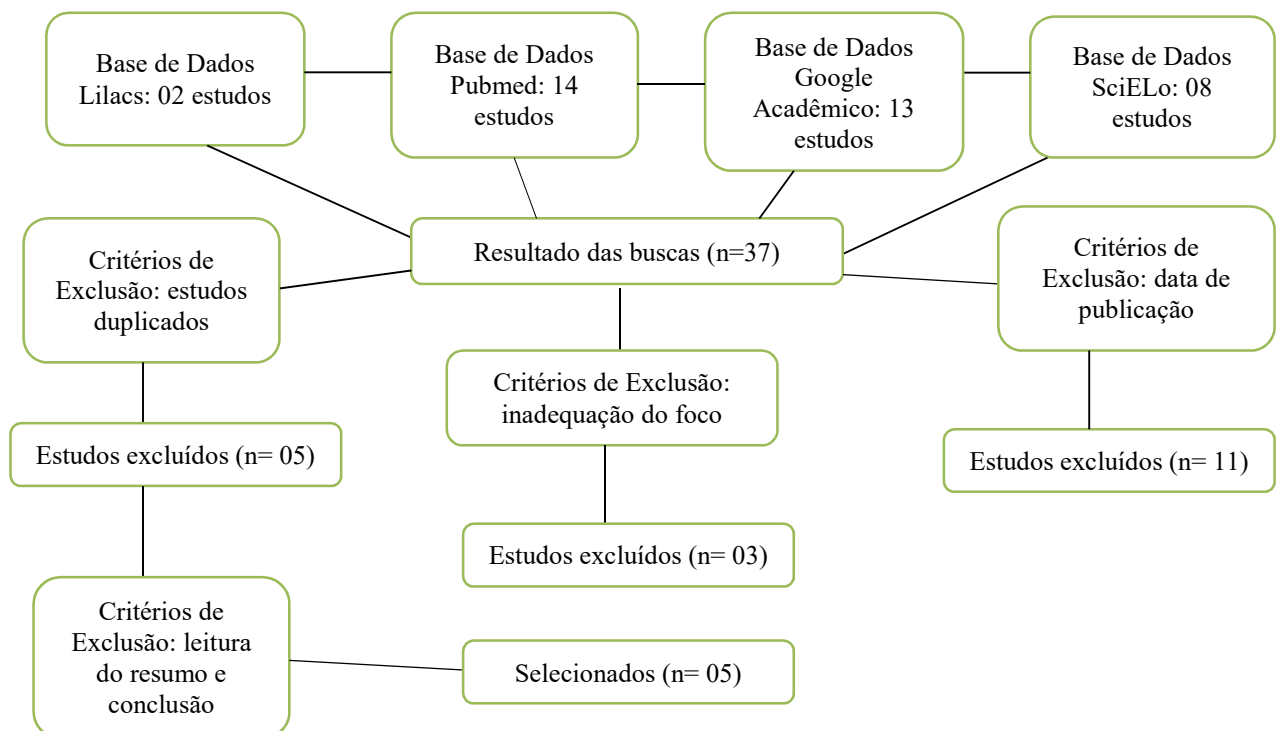 Base de Dados
Lilacs: 02 estudos
Base de Dados
Pubmed: 14
estudos
Base de Dados
Google
Acadêmico: 13
estudos
Base de Dados
SciELo: 08
estudos
Resultado das buscas (n=37)
Critérios de
Exclusão: estudos
duplicados
Critérios de Exclusão:
inadequação do foco
Critérios de
Exclusão: data de
publicação
Estudos excluídos (n= 05)
Estudos excluídos (n= 03)
Estudos excluídos (n= 11)
Critérios de
Exclusão: leitura
do resumo e
conclusão
Selecionados (n= 05)